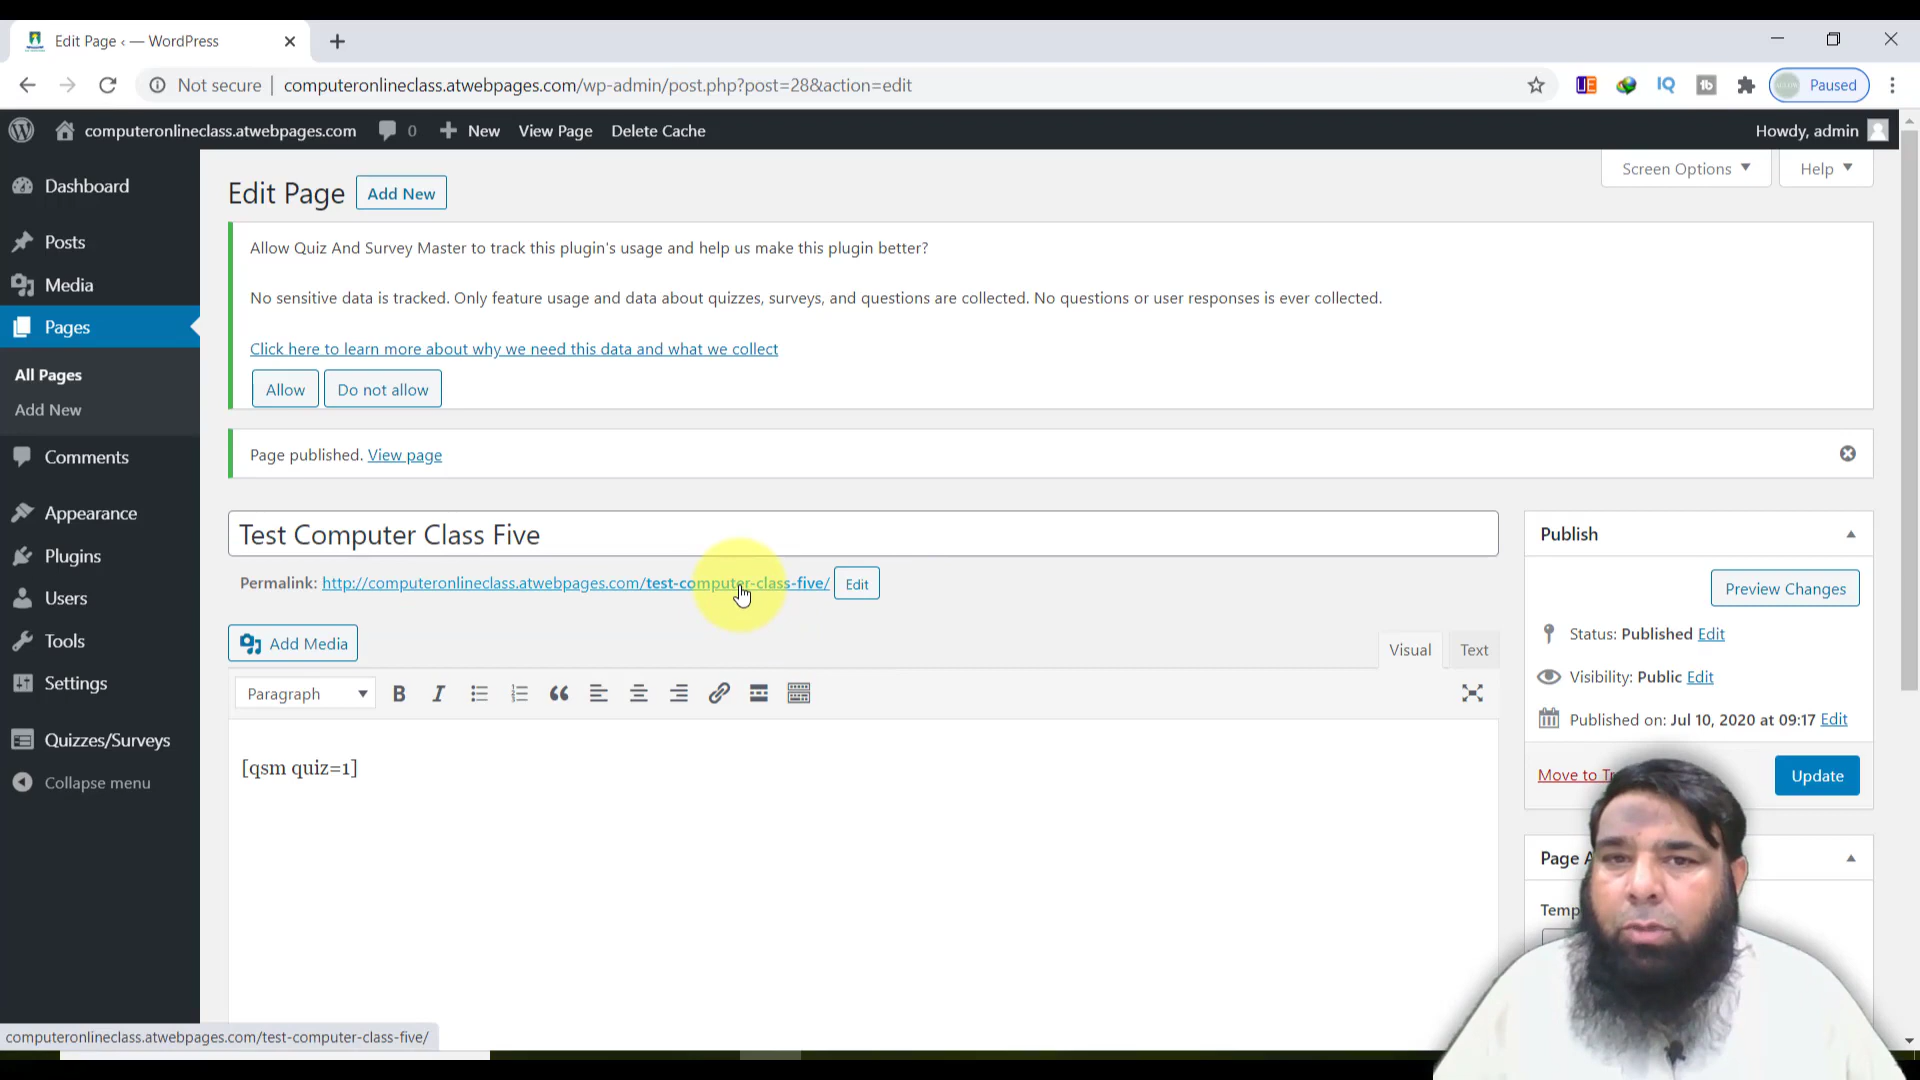 Edit Page ‹ — WordPress
Not secure
computeronlineclass.atwebpages.com/wp-admin/post.php?post=28&action=edit
Paused
computeronlineclass.atwebpages.com
0
New
View Page
Delete Cache
Howdy, admin
Dashboard
Posts
Media
Pages
All Pages
Add New
Comments
Appearance
Plugins
Users
Tools
Settings
Quizzes/Surveys
Collapse menu
Screen Options
Help
Edit Page
Add New
Allow Quiz And Survey Master to track this plugin's usage and help us make this plugin better?
No sensitive data is tracked. Only feature usage and data about quizzes, surveys, and questions are collected. No questions or user responses is ever collected.
Click here to learn more about why we need this data and what we collect
Allow
Do not allow
Page published. View page
Test Computer Class Five
Permalink: http://computeronlineclass.atwebpages.com/test-computer-class-five/
Edit
Add Media
Visual
Text
Paragraph
B
I
[qsm quiz=1]
Publish
Preview Changes
Status: Published Edit
Visibility: Public Edit
Published on: Jul 10, 2020 at 09:17 Edit
Move to
Update
Page
computeronlineclass.atwebpages.com/test-computer-class-five/